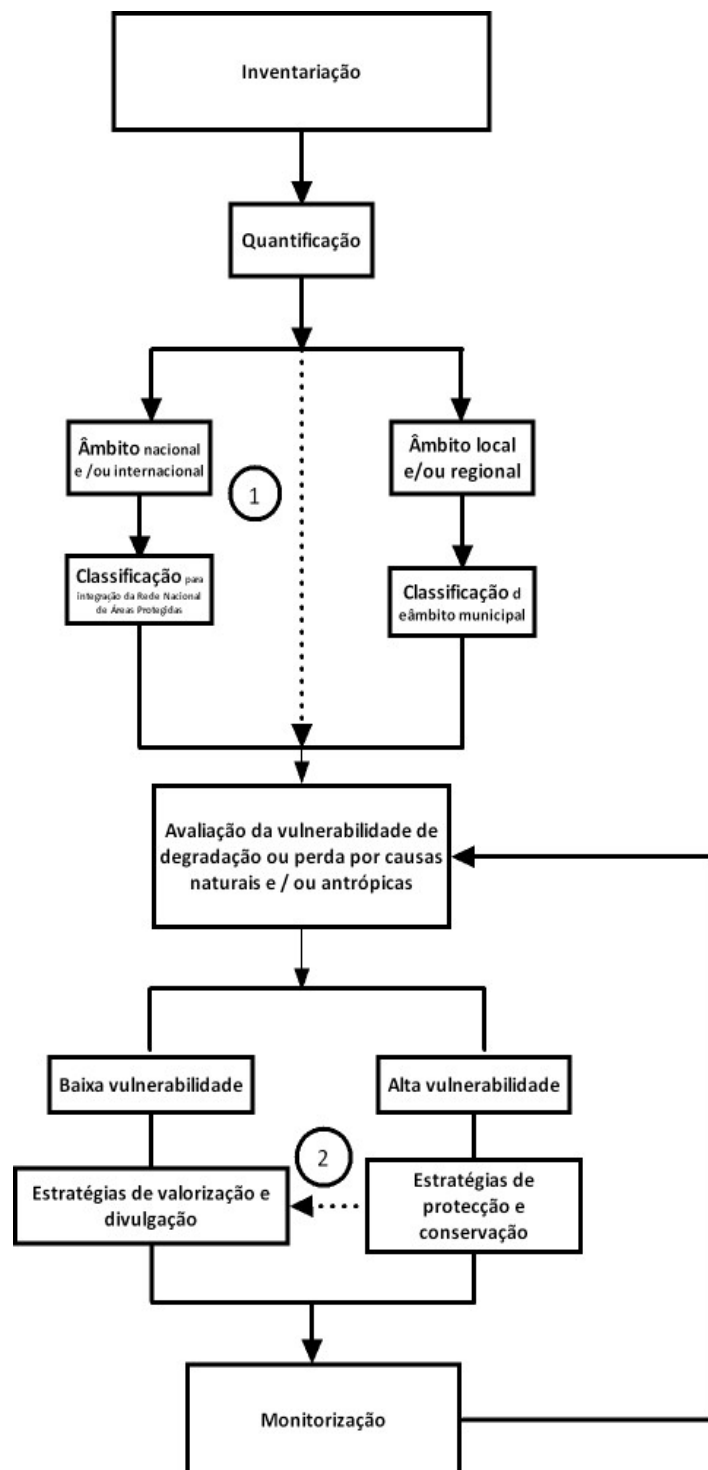 Inventariação
Quantificação
Âmbito nacional
e /ou internacional
1
Âmbito local
e/ou regional
Classificação para
integração da Rede Nacional
de Áreas Protegidas
Classificação d
eâmbito municipal
Avaliação da vulnerabilidade de
degradação ou perda por causas
naturais e / ou antrópicas
Baixa vulnerabilidade
Alta vulnerabilidade
2
Estratégias de valorização e
divulgação
Estratégias de
protecção e
conservação
Monitorização